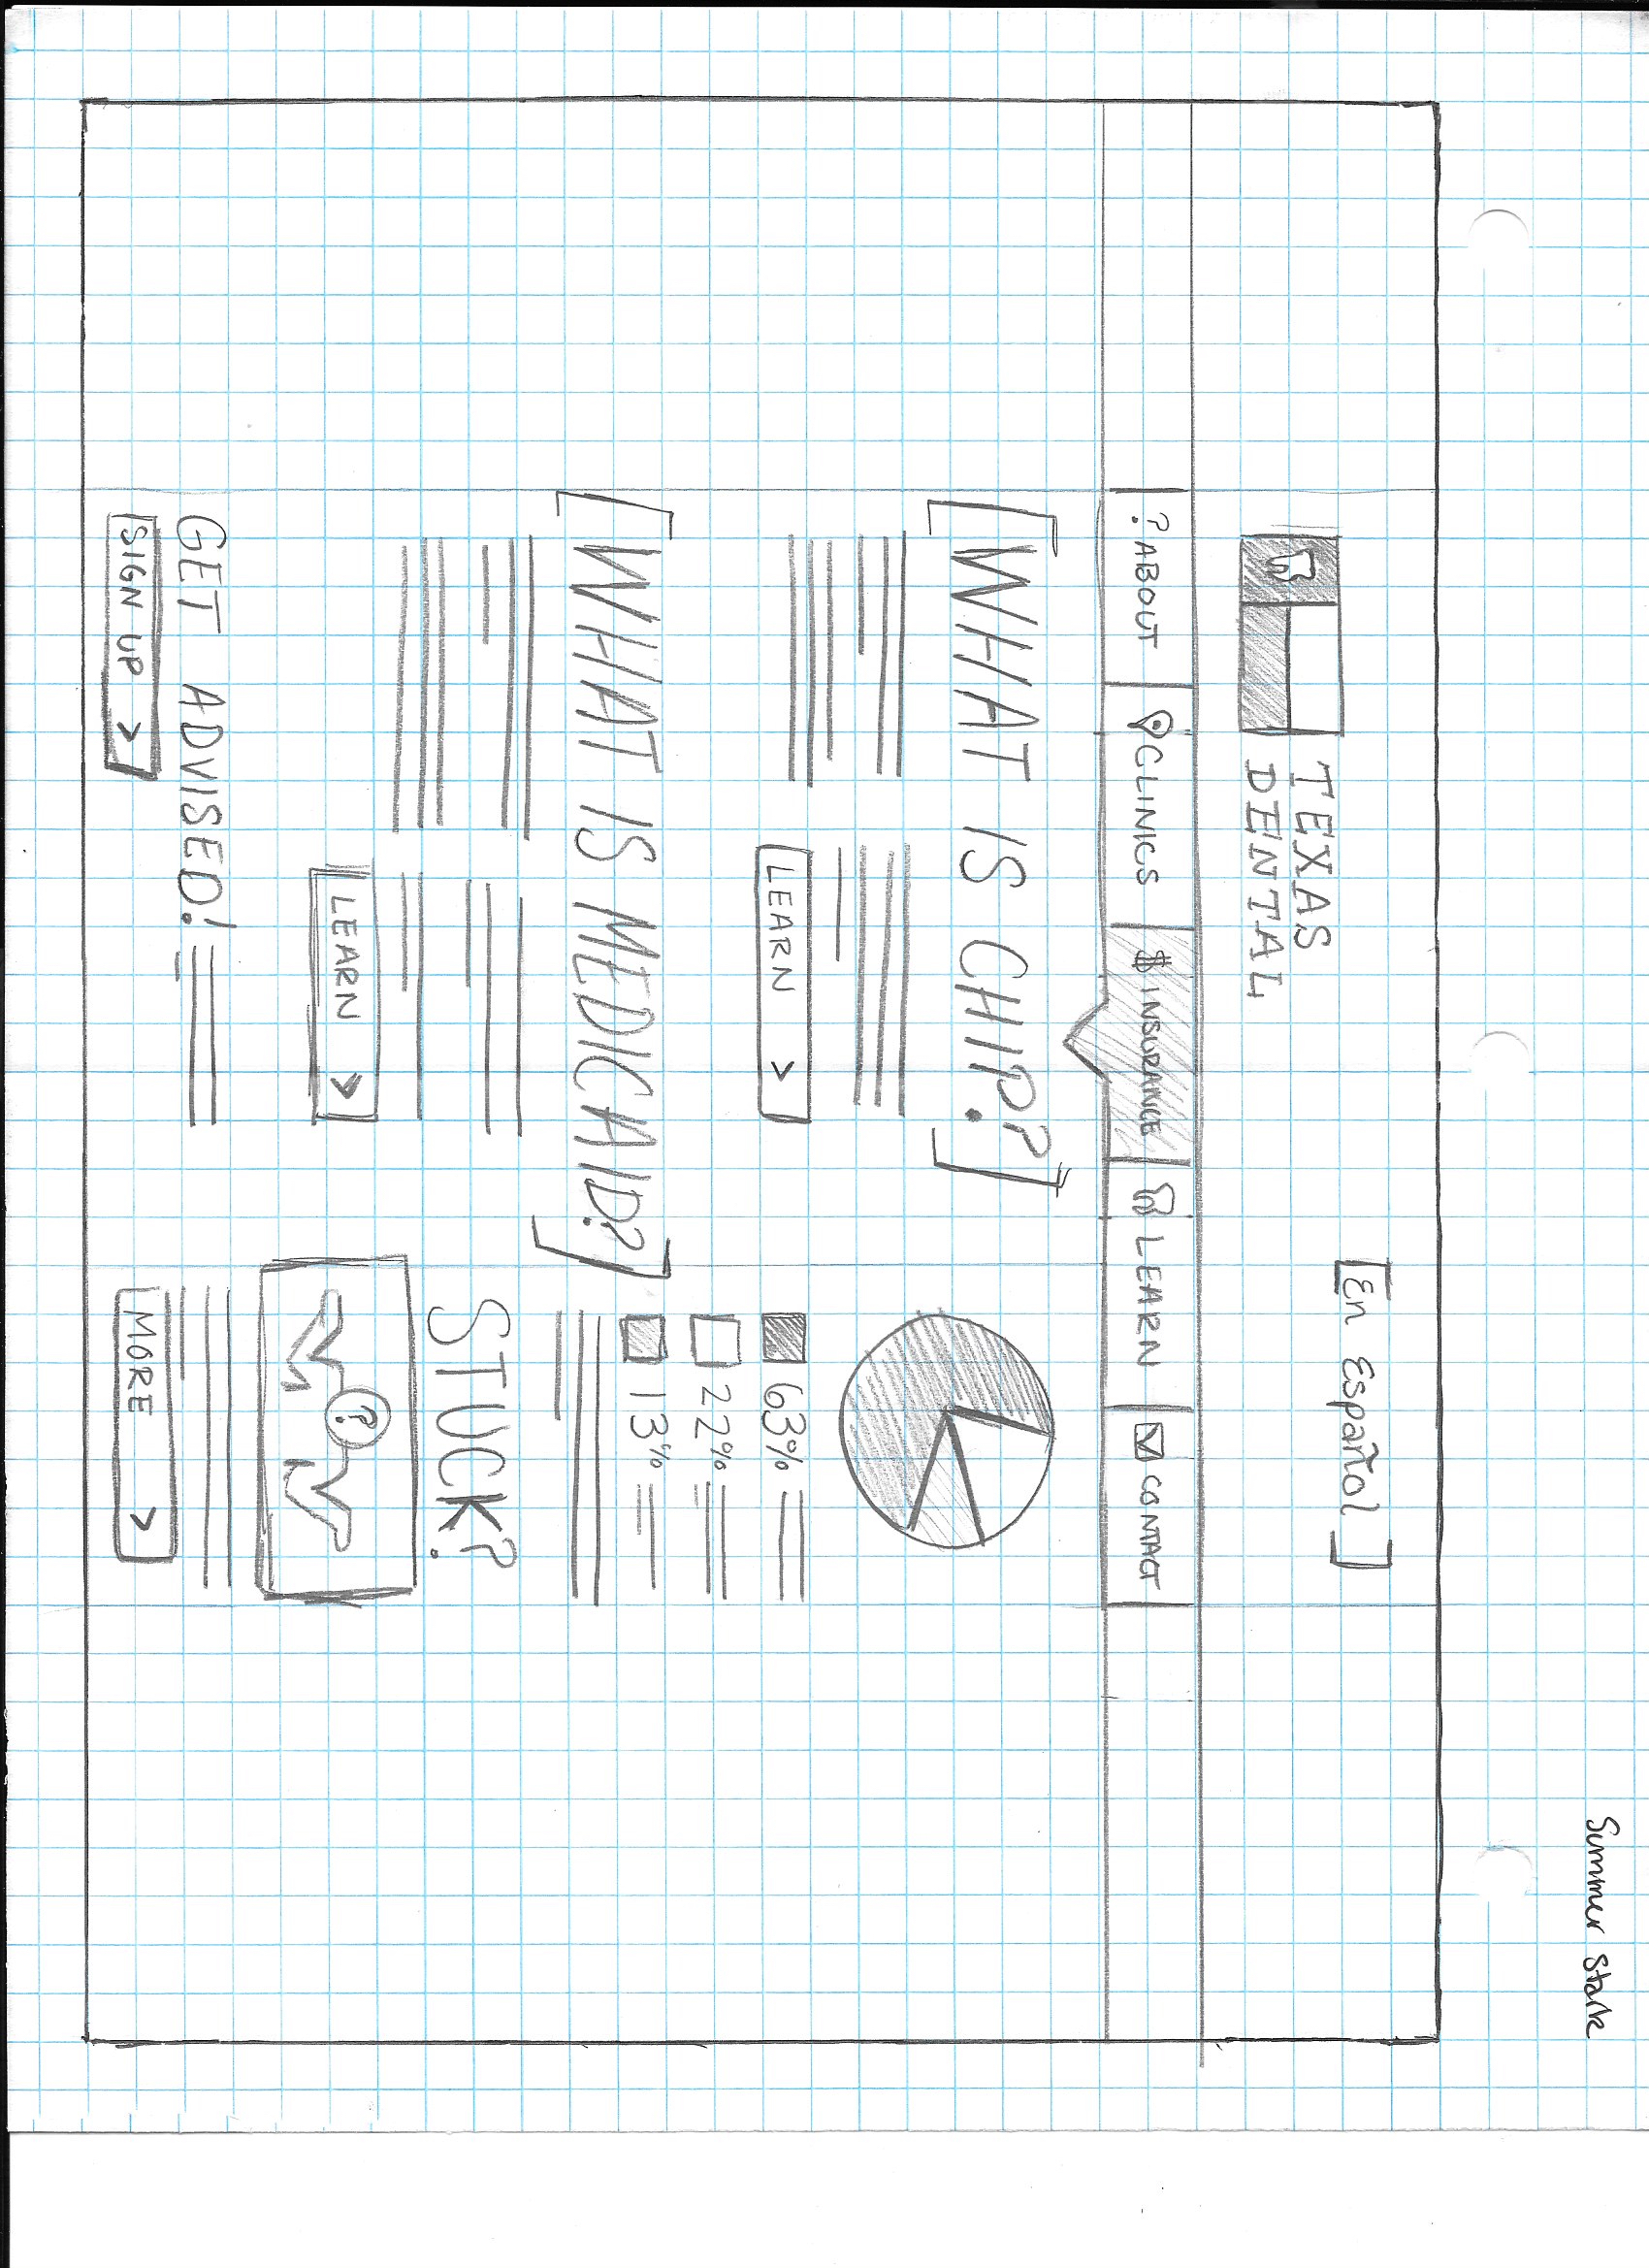 Summer Stark
[En Español]
TEXAS
DENTAL
? ABOUT
CLINICS
$ INSURANCE
LEARN
CONTACT
[WHAT IS CHIP?]
LEARN >
63%
22%
13%
[WHAT IS MEDICAID?]
LEARN >
STUCK?
?
MORE >
GET ADVISED!
SIGN UP >